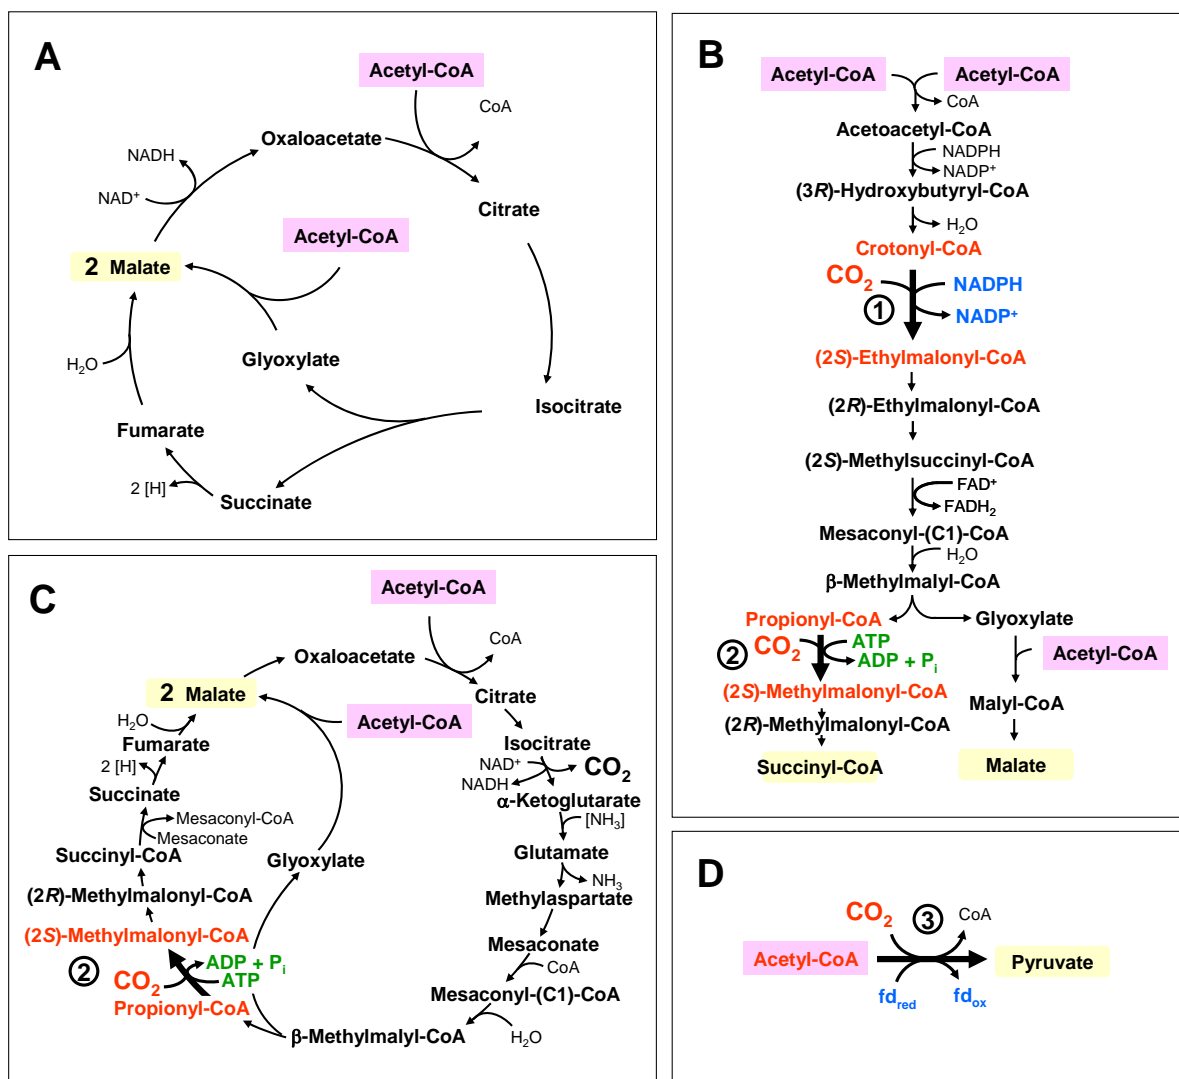 A
Acetyl-CoA
CoA
Oxaloacetate
NADH
NAD+
Citrate
Acetyl-CoA
2 Malate
H2O
Glyoxylate
Isocitrate
Fumarate
2 [H]
Succinate
B
Acetyl-CoA
Acetyl-CoA
CoA
Acetoacetyl-CoA
NADPH
NADP+
(3R)-Hydroxybutyryl-CoA
H2O
Crotonyl-CoA
CO2
NADPH
1
NADP+
(2S)-Ethylmalonyl-CoA
(2R)-Ethylmalonyl-CoA
(2S)-Methylsuccinyl-CoA
FAD+
FADH2
Mesaconyl-(C1)-CoA
H2O
β-Methylmalyl-CoA
Propionyl-CoA
Glyoxylate
2
CO2
ATP
ADP + Pi
Acetyl-CoA
(2S)-Methylmalonyl-CoA
Malyl-CoA
(2R)-Methylmalonyl-CoA
Succinyl-CoA
Malate
C
Acetyl-CoA
CoA
Oxaloacetate
2 Malate
Citrate
H2O
Acetyl-CoA
Fumarate
Isocitrate
2 [H]
NAD+
CO2
NADH
Succinate
α-Ketoglutarate
Mesaconyl-CoA
[NH3]
Mesaconate
Succinyl-CoA
Glyoxylate
Glutamate
NH3
(2R)-Methylmalonyl-CoA
Methylaspartate
(2S)-Methylmalonyl-CoA
Mesaconate
2
ADP + Pi
CO2
ATP
CoA
Propionyl-CoA
Mesaconyl-(C1)-CoA
β-Methylmalyl-CoA
H2O
D
CO2
3
CoA
Acetyl-CoA
Pyruvate
fdred
fdox